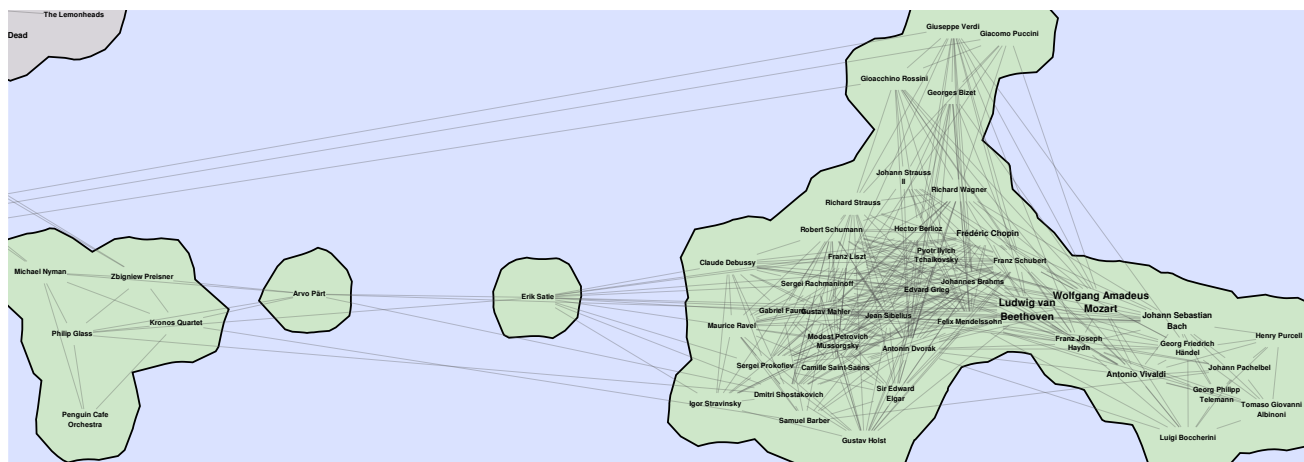 The Lemonheads
Dead
Giuseppe Verdi
Giacomo Puccini
Gioacchino Rossini
Georges Bizet
Johann Strauss
II
Richard Wagner
Richard Strauss
Robert Schumann
Hector Berlioz
Frédéric Chopin
Pyotr Ilyich
Tchaikovsky
Franz Liszt
Franz Schubert
Claude Debussy
Michael Nyman
Zbigniew Preisner
Arvo Pärt
Erik Satie
Sergei Rachmaninoff
Johannes Brahms
Edvard Grieg
Ludwig van
Beethoven
Wolfgang Amadeus
Mozart
Gabriel Faur
Gustav Mahler
Jean Sibelius
Felix Mendelssohn
Johann Sebastian
Bach
Philip Glass
Kronos Quartet
Maurice Ravel
Modest Petrovich
Mussorgsky
Antonín Dvorák
Franz Joseph
Haydn
Georg Friedrich
Händel
Henry Purcell
Sergei Prokofiev
Camille Saint-Saëns
Antonio Vivaldi
Johann Pachelbel
Igor Stravinsky
Dmitri Shostakovich
Sir Edward
Elgar
Georg Philipp
Telemann
Tomaso Giovanni
Albinoni
Penguin Cafe
Orchestra
Samuel Barber
Gustav Holst
Luigi Boccherini